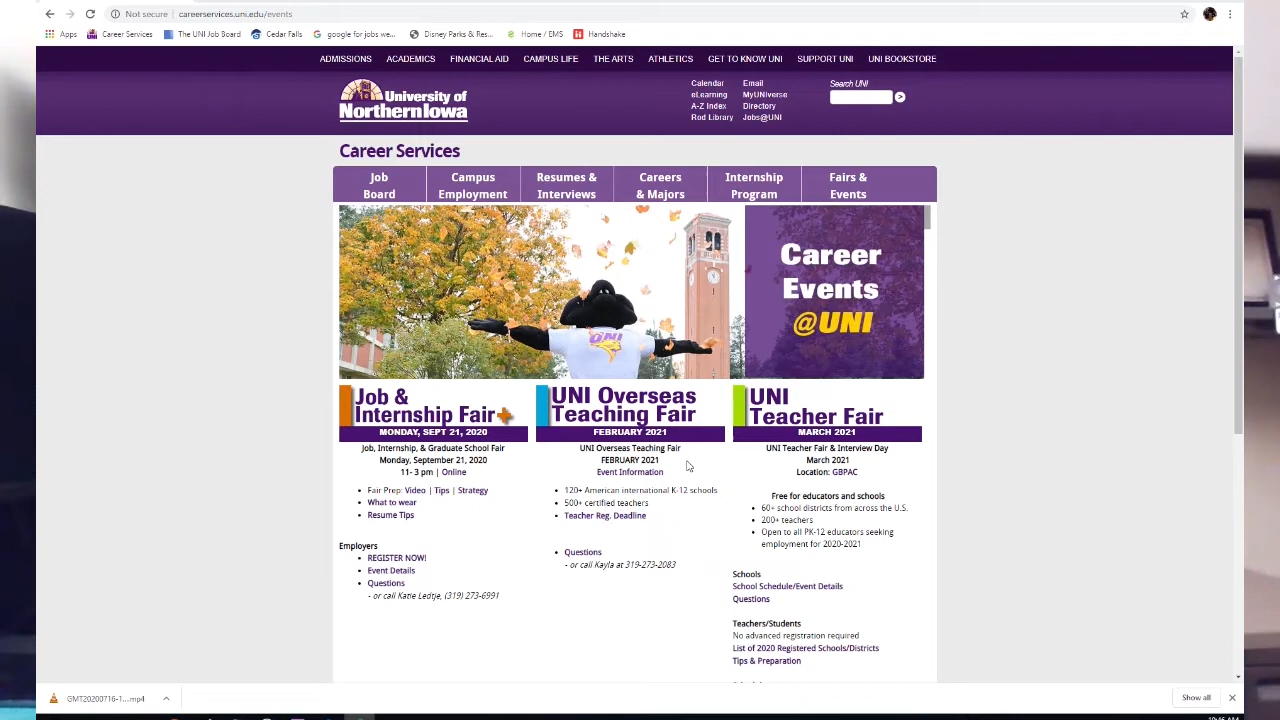 Not secure | careerservices.uni.edu/events
Apps Career Services The UNI Job Board Cedar Falls google for jobs we... Disney Parks & Res... Home / EMS Handshake
ADMISSIONS ACADEMICS FINANCIAL AID CAMPUS LIFE THE ARTS ATHLETICS GET TO KNOW UNI SUPPORT UNI UNI BOOKSTORE
Calendar Email Search UNI
eLearning MyUNIverse
A-Z Index Directory
Rod Library Jobs@UNI
University of
Northern Iowa
Career Services
Job Board
Campus Employment
Resumes & Interviews
Careers & Majors
Internship Program
Fairs & Events
UNI
Career
Events
@UNI
Job &
Internship Fair+
MONDAY, SEPT 21, 2020
Job, Internship, & Graduate School Fair
Monday, September 21, 2020
11- 3 pm | Online
• Fair Prep: Video | Tips | Strategy
• What to wear
• Resume Tips
Employers
• REGISTER NOW!
• Event Details
• Questions
- or call Katie Ledtje, (319) 273-6991
UNI Overseas
Teaching Fair
FEBRUARY 2021
UNI Overseas Teaching Fair
FEBRUARY 2021
Event Information
• 120+ American international K-12 schools
• 500+ certified teachers
• Teacher Reg. Deadline
• Questions
- or call Kayla at 319-273-2083
UNI
Teacher Fair
MARCH 2021
UNI Teacher Fair & Interview Day
March 2021
Location: GBPAC
Free for educators and schools
• 60+ school districts from across the U.S.
• 200+ teachers
• Open to all PK-12 educators seeking
employment for 2020-2021
Schools
School Schedule/Event Details
Questions
Teachers/Students
No advanced registration required
List of 2020 Registered Schools/Districts
Tips & Preparation
GMT20200716-1....mp4
Show all